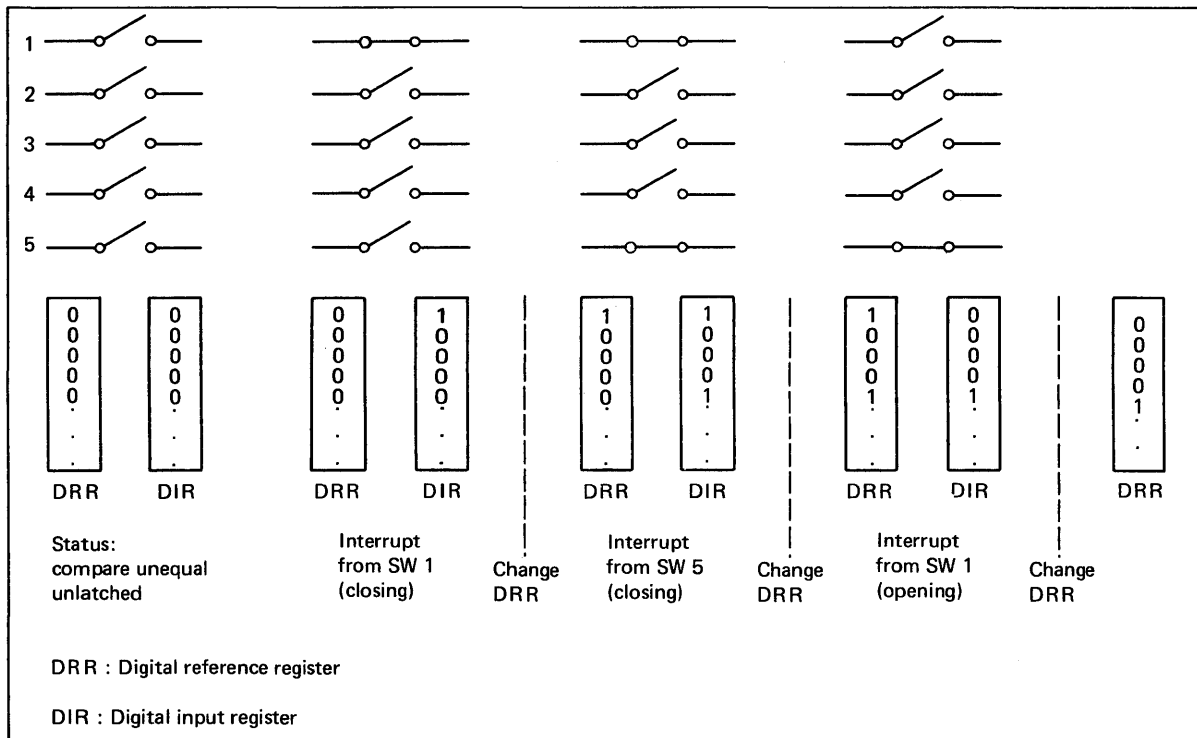 1
2
3
4
5
0 0 0 1 1 1 1 0
0 0 0 0 0 0 0 0 0
0 0 0 0 0 0 0 0 0
0 0 0 0 0 0 0 0 0
0 0 0 0 0 1 1 1 1
DRR DIR DRR DIR DRR DIR DRR DIR DRR
Status:
compare unequal
unlatched
Interrupt
from SW 1
(closing)
Change
DRR
Interrupt
from SW 5
(closing)
Change
DRR
Interrupt
from SW 1
(opening)
Change
DRR
DRR : Digital reference register
DIR : Digital input register